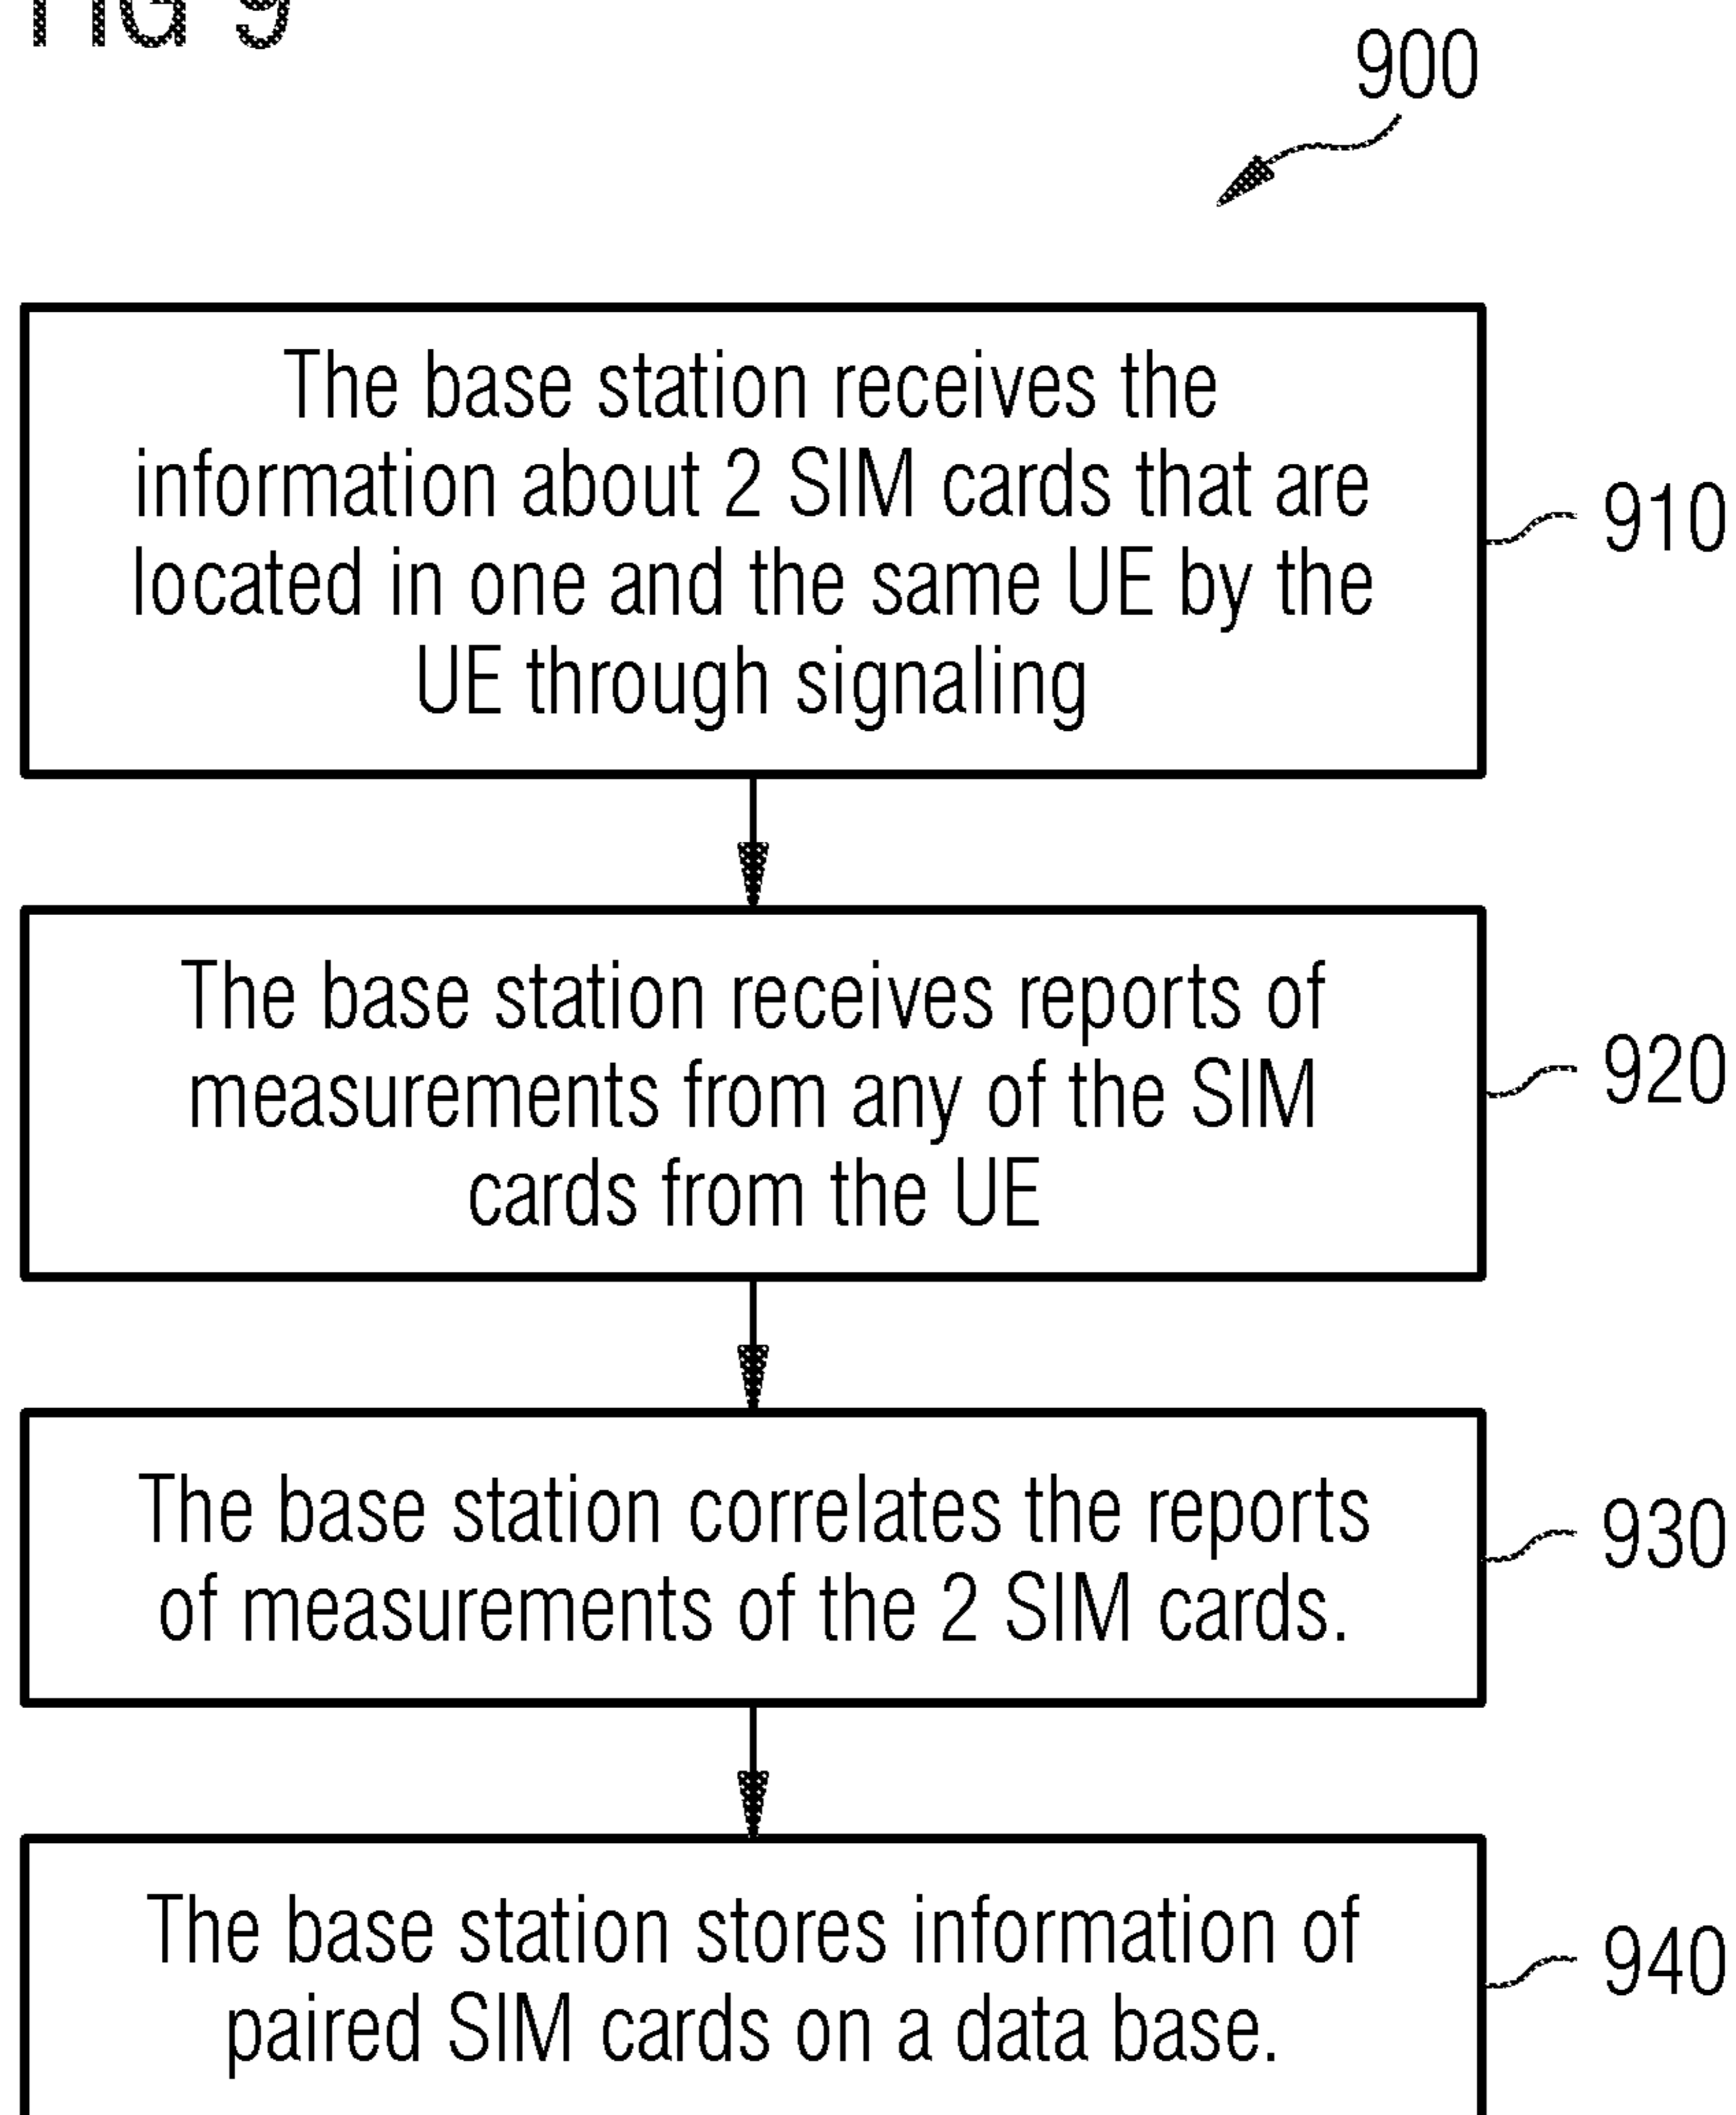 FIG 9
900
The base station receives the
information about 2 SIM cards that are
located in one and the same UE by the
UE through signaling
910
The base station receives reports of
measurements from any of the SIM
cards from the UE
920
The base station correlates the reports
of measurements of the 2 SIM cards.
930
The base station stores information of
paired SIM cards on a data base.
940